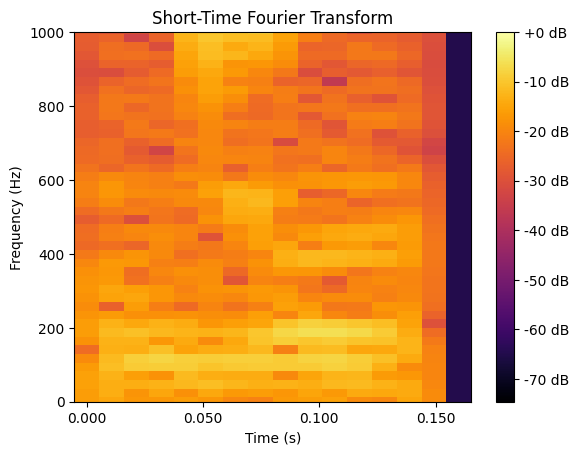 Short-Time Fourier Transform
1000
800
600
400
200
0
Frequency (Hz)
0.000
0.050
0.100
0.150
Time (s)
+0 dB
-10 dB
-20 dB
-30 dB
-40 dB
-50 dB
-60 dB
-70 dB